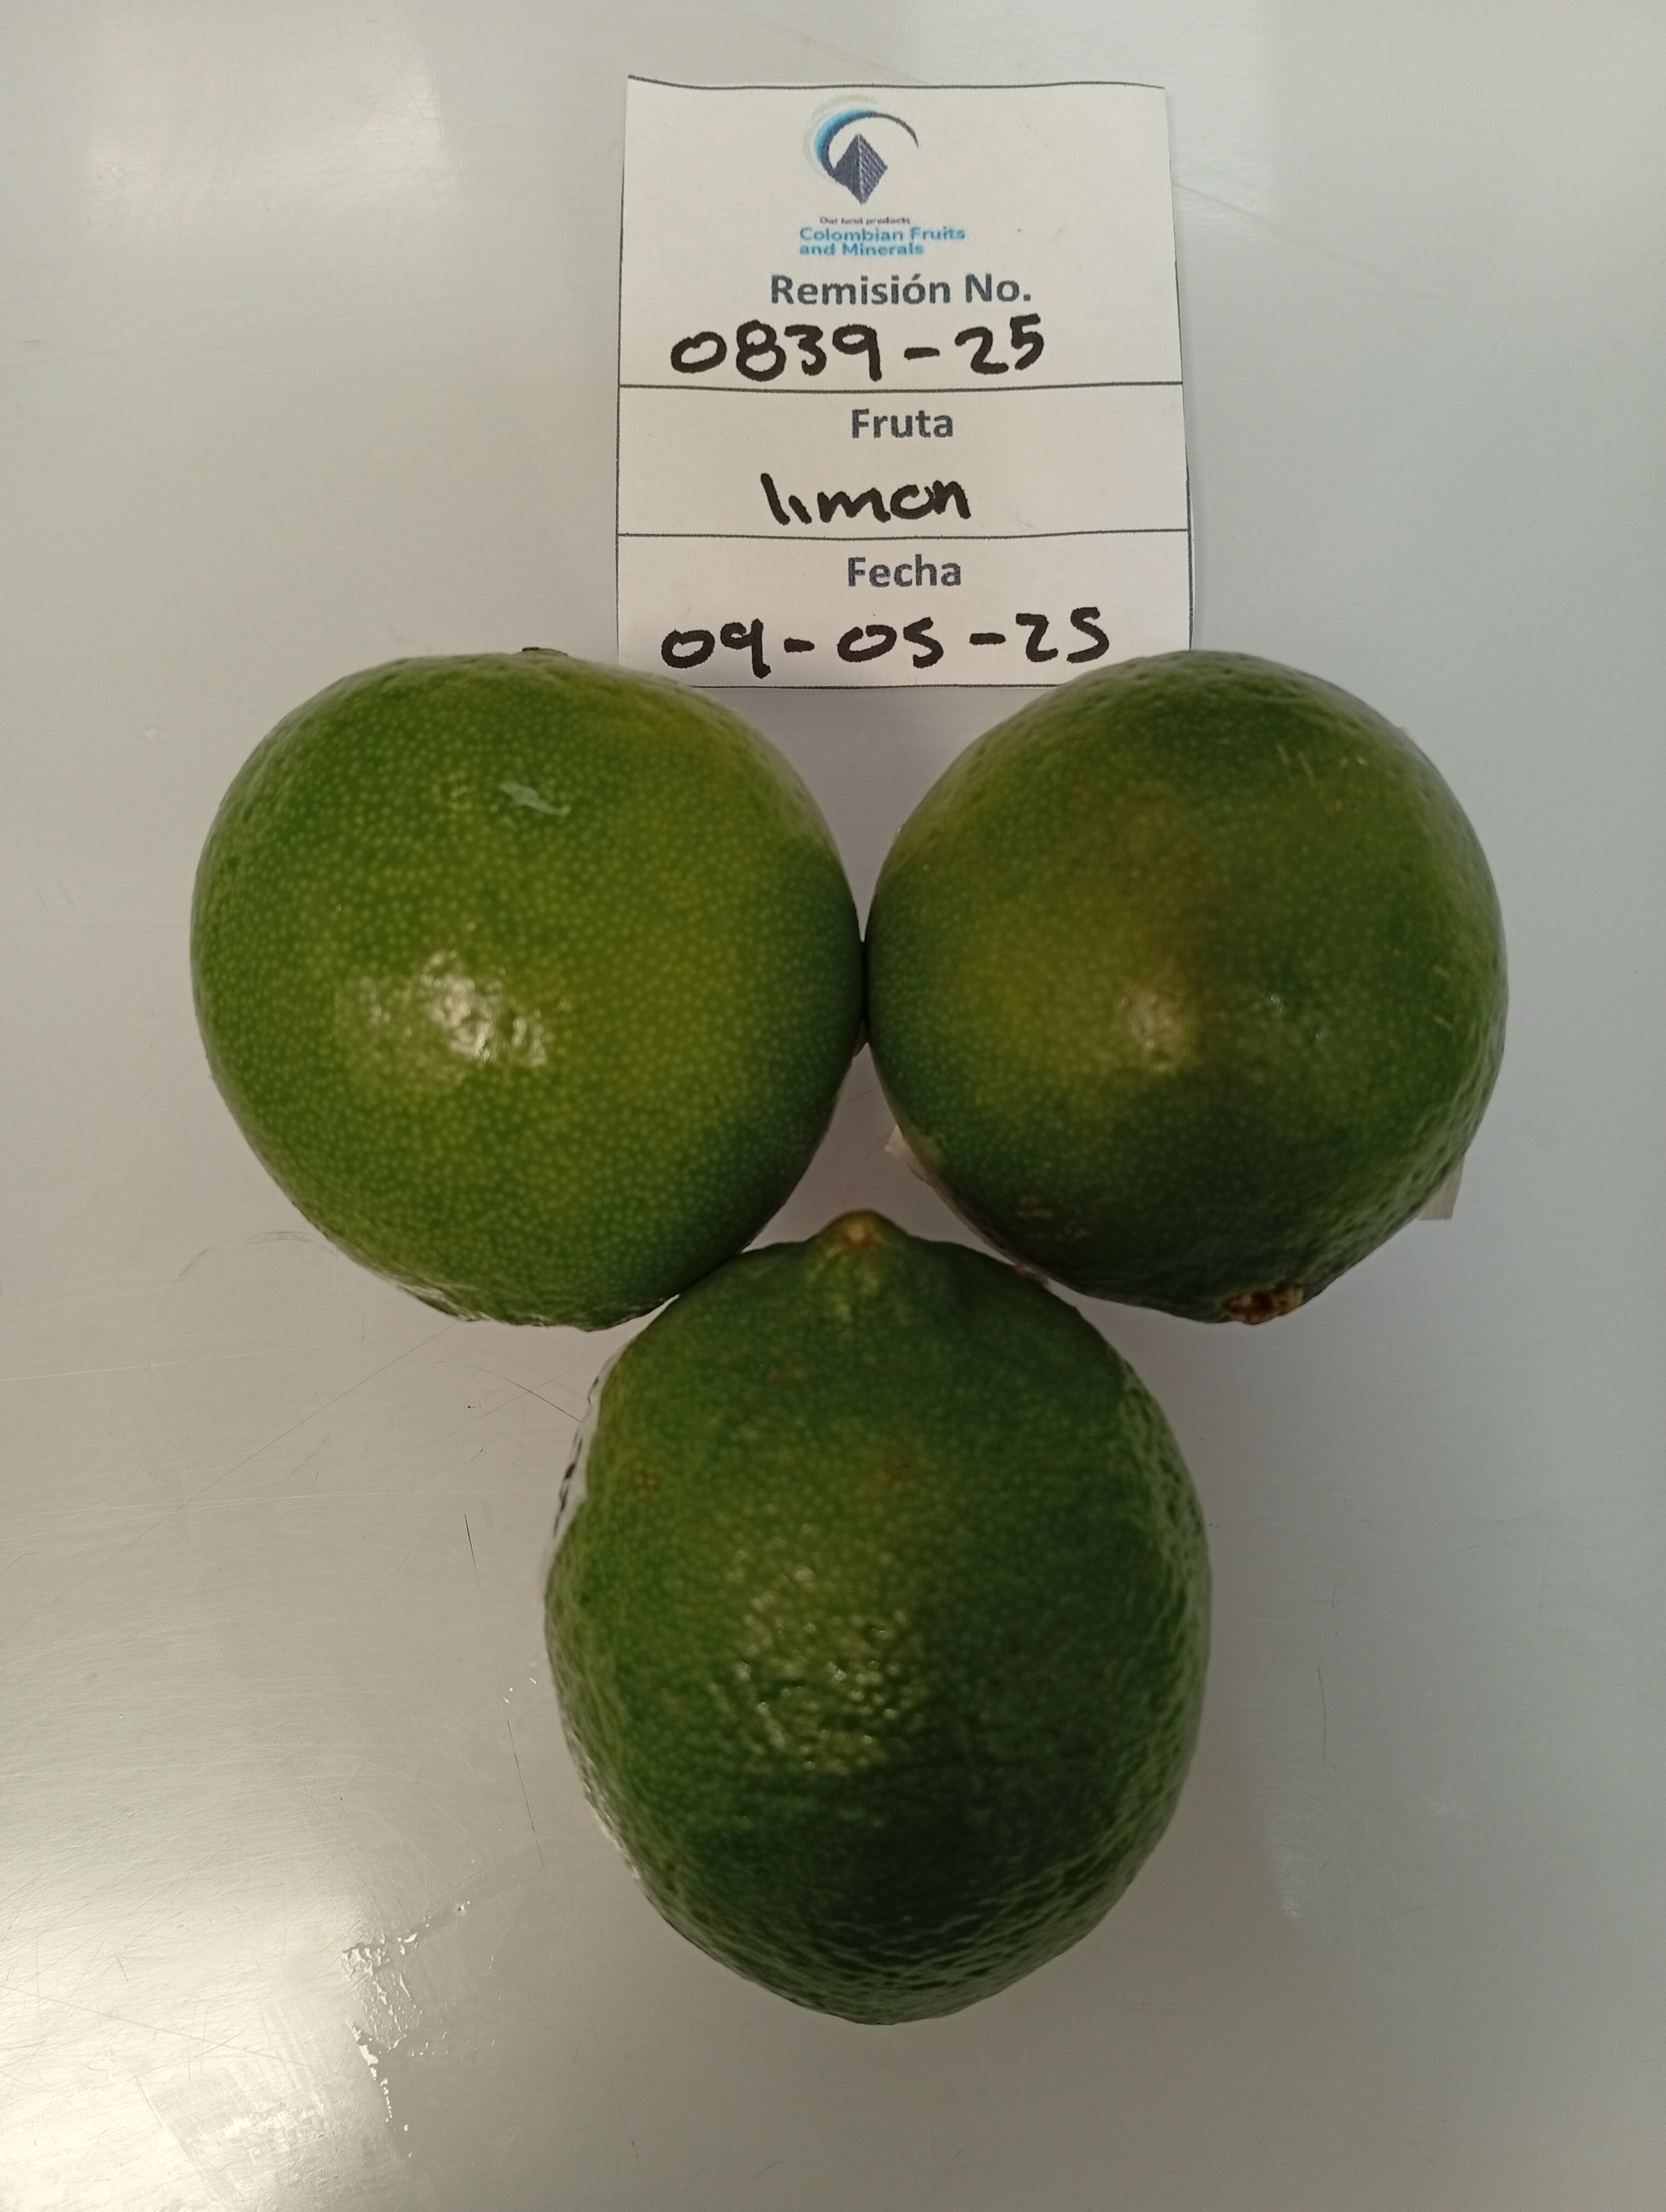 Our land products
Colombian Fruits
and Minerals
Remisión No.
0839-25
Fruta
limon
Fecha
09-05-25